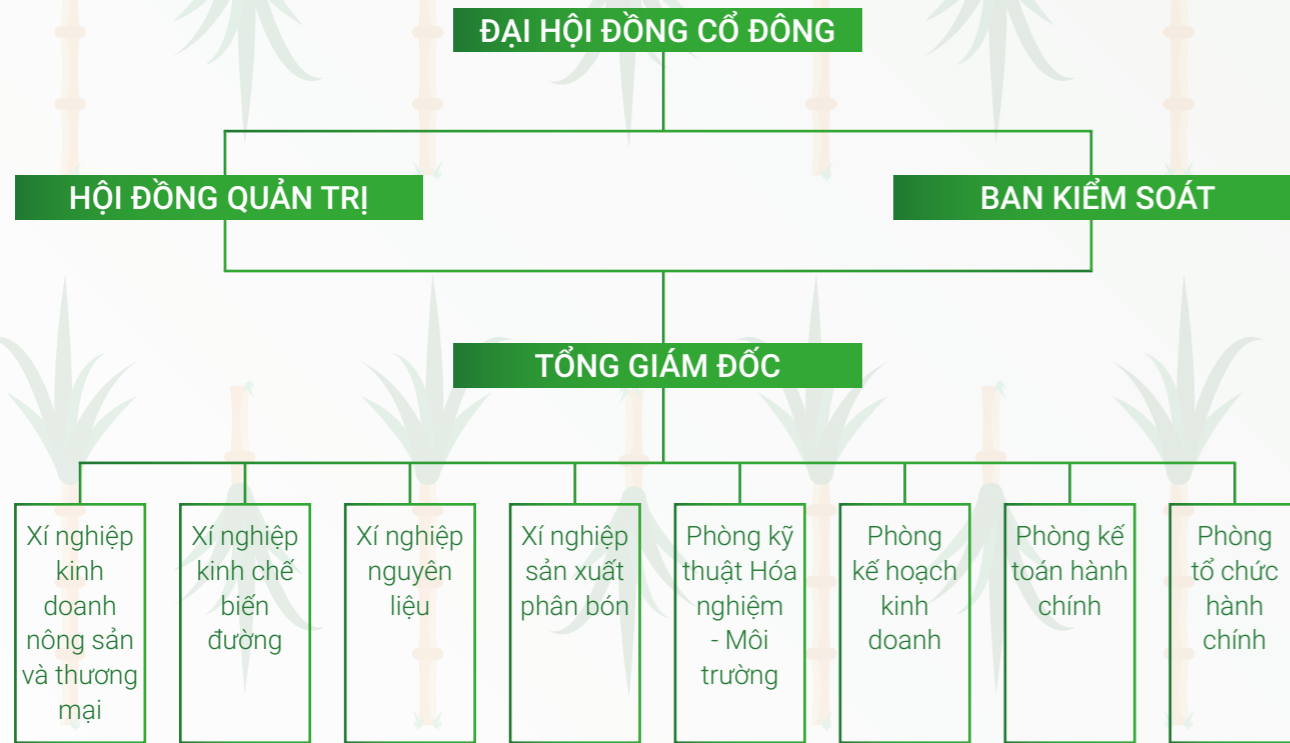 ĐẠI HỘI ĐỒNG CỔ ĐÔNG
HỘI ĐỒNG QUẢN TRỊ
BAN KIỂM SOÁT
TỔNG GIÁM ĐỐC
Xí nghiệp
kinh
doanh
nông sản
và thương
mại
Xí nghiệp
kinh chế
biến
đường
Xí nghiệp
nguyên
liệu
Xí nghiệp
sản xuất
phân bón
Phòng kỹ
thuật Hóa
nghiệm
- Môi
trường
Phòng
kế hoạch
kinh
doanh
Phòng kế
toán hành
chính
Phòng
tổ chức
hành
chính